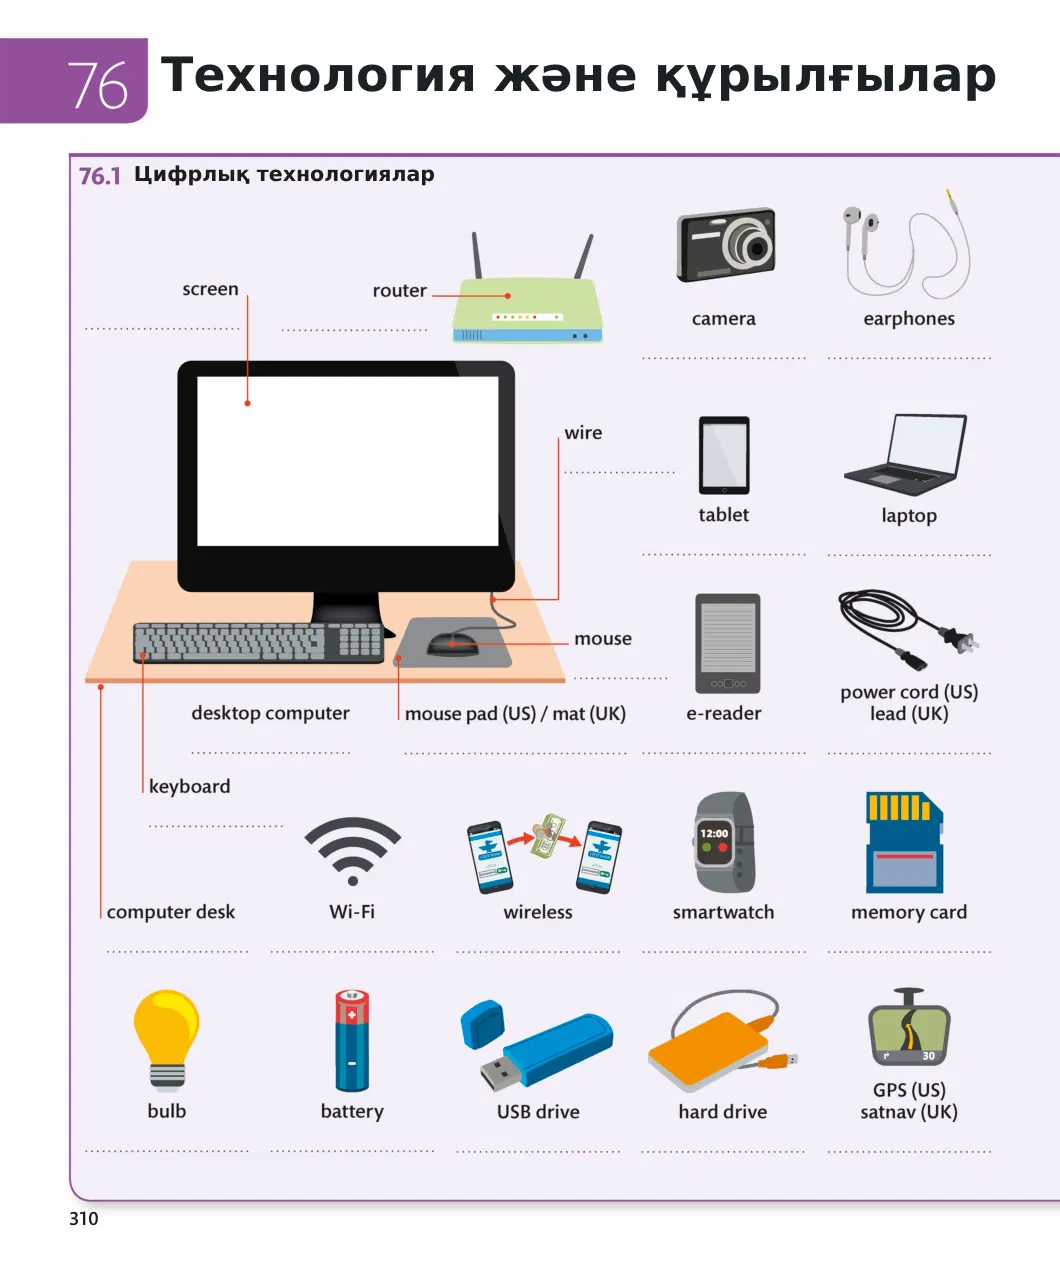 76
Технология және құрылғылар
76.1 Цифрлық технологиялар
screen
router
camera
earphones
wire
tablet
laptop
mouse
desktop computer
mouse pad (US) / mat (UK)
e-reader
power cord (US)
lead (UK)
keyboard
12:00
computer desk
Wi-Fi
wireless
smartwatch
memory card
30
bulb
battery
USB drive
hard drive
GPS (US)
satnav (UK)
310